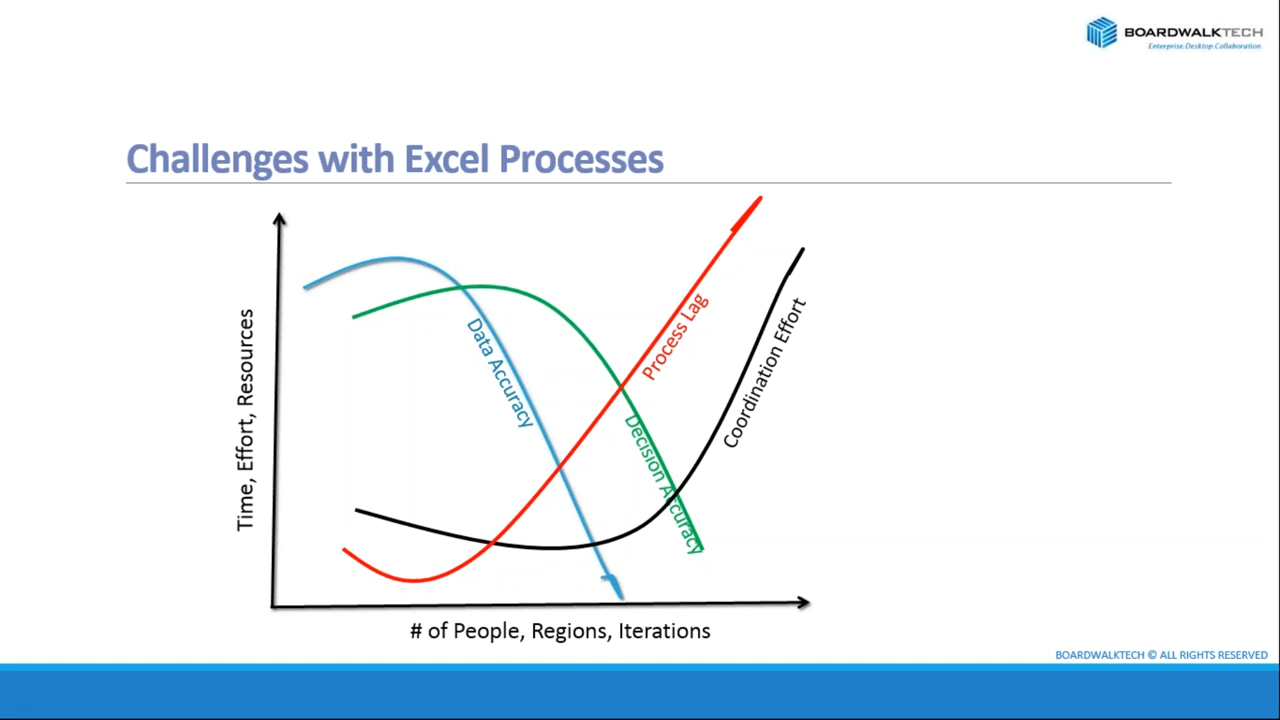 BOARDWALKTECH
Enterprise.Desktop.Collaboration.
Challenges with Excel Processes
Time, Effort, Resources
Data Accuracy
Decision Accuracy
Process Lag
Coordination Effort
# of People, Regions, Iterations
BOARDWALKTECH © ALL RIGHTS RESERVED